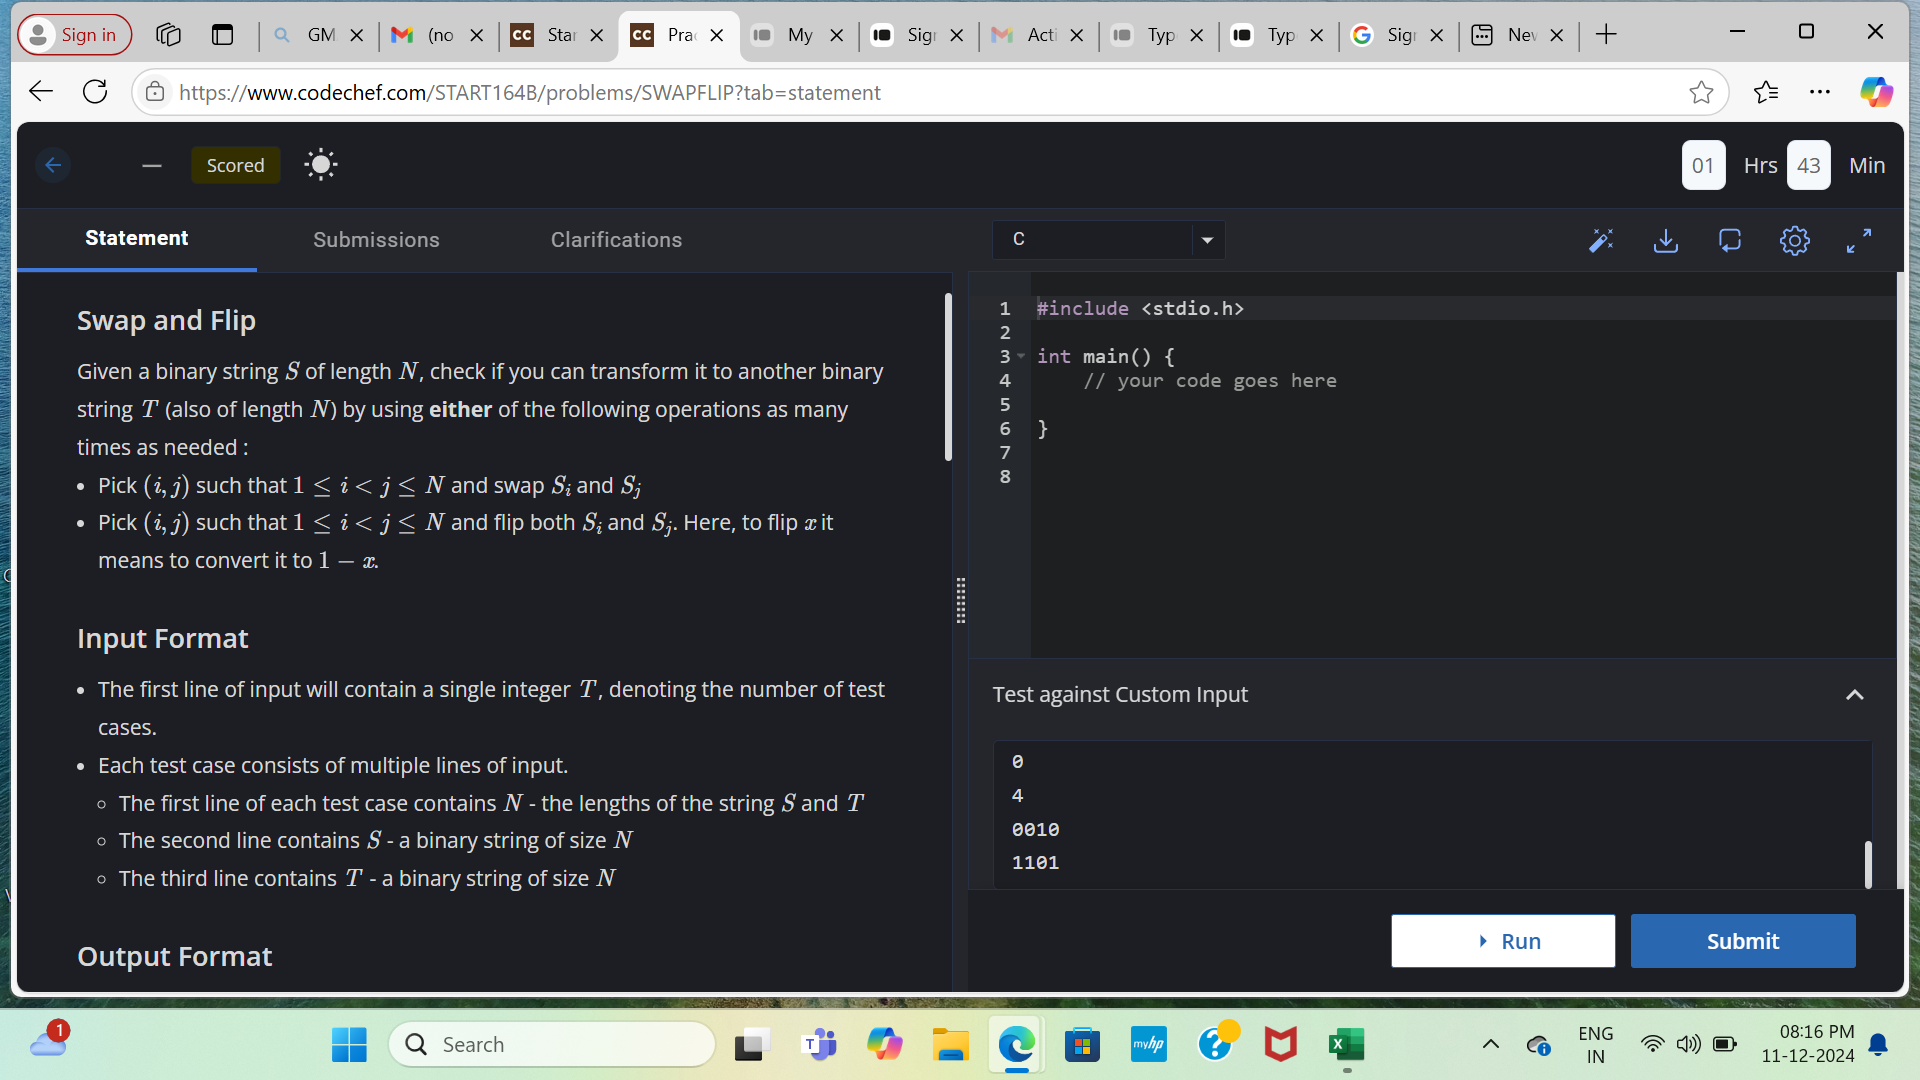 Sign in
GM
(no
CC
Star
CC
Prac
My
Sign
Acti
Typ
Typ
Sign
Nev
https://www.codechef.com/START164B/problems/SWAPFLIP?tab=statement
Scored
01 Hrs 43 Min
Statement
Submissions
Clarifications
C
Swap and Flip
Given a binary string S of length N, check if you can transform it to another binary
string T (also of length N) by using either of the following operations as many
times as needed :
• Pick (i, j) such that 1 ≤ i < j ≤ N and swap Sᵢ and Sⱼ
• Pick (i, j) such that 1 ≤ i < j ≤ N and flip both Sᵢ and Sⱼ. Here, to flip x it
means to convert it to 1 − x.
Input Format
• The first line of input will contain a single integer T, denoting the number of test
cases.
• Each test case consists of multiple lines of input.
◦ The first line of each test case contains N - the lengths of the string S and T
◦ The second line contains S - a binary string of size N
◦ The third line contains T - a binary string of size N
Output Format
1 #include <stdio.h>
2
3 int main() {
4 // your code goes here
5
6 }
7
8
Test against Custom Input
0
4
0010
1101
Run
Submit
1
Search
T
myhp
?
X
ENG
IN
08:16 PM
11-12-2024